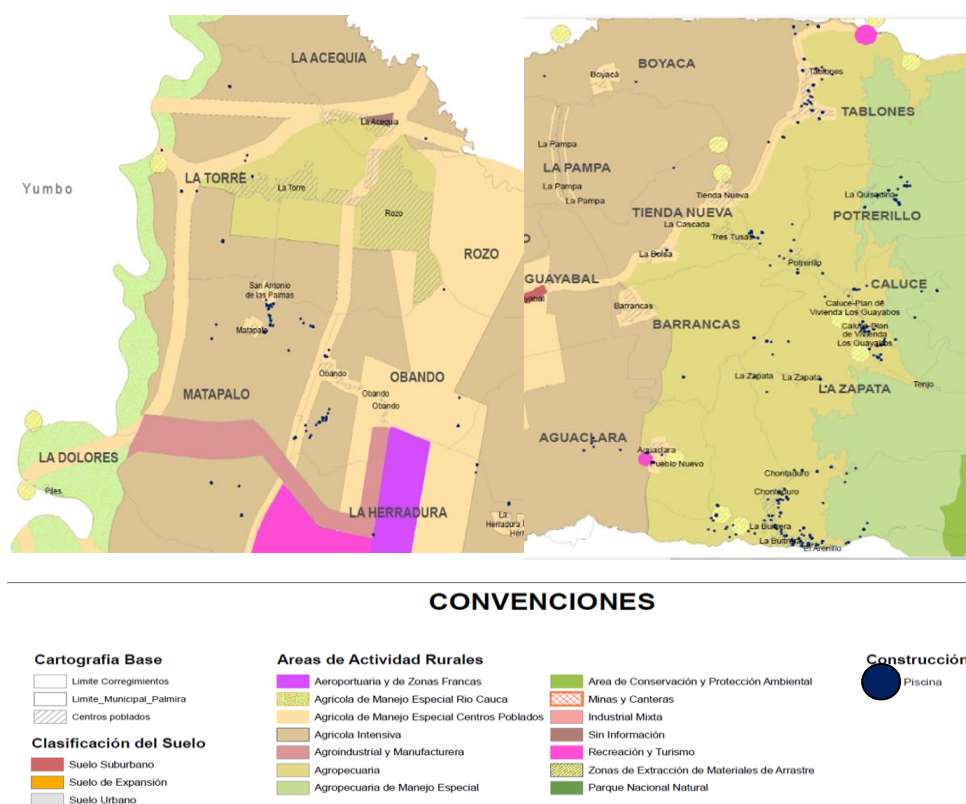 LA ACEQUIA
La Acequia
Yumbo
LA TORRE
La Torre
Rozo
ROZO
San Antonio
de las Palmas
Matapalo
Obando
OBANDO
Obando
Obando
MATAPALO
LA DOLORES
Piles
LA HERRADURA
La
Herradura
BOYACA
Boyacá
Tablones
TABLONES
La Pampa
LA PAMPA
La Pampa
La Pampa
Tienda Nueva
TIENDA NUEVA
La Cascada
Tres Tusas
La Quisquina
POTRERILLO
La Bolsa
Potrerillo
GUAYABAL
CALUCE
Barrancas
BARRANCAS
Caluce-Plan de
Vivienda Los Guayabos
Caluce-Plan
de Vivienda
Los Guayabos
La Zapata
La Zapata
LA ZAPATA
Tenjo
AGUACLARA
Aguaclara
Pueblo Nuevo
Chontaduro
Chontaduro
La Buitrera
La Buitrera
El Arenillo
CONVENCIONES
Cartografia Base
Limite Corregimientos
Limite_Municipal_Palmira
Centros poblados
Clasificación del Suelo
Suelo Suburbano
Suelo de Expansión
Suelo Urbano
Areas de Actividad Rurales
Aeroportuaria y de Zonas Francas
Agricola de Manejo Especial Rio Cauca
Agricola de Manejo Especial Centros Poblados
Agricola Intensiva
Agroindustrial y Manufacturera
Agropecuaria
Agropecuaria de Manejo Especial
Area de Conservación y Protección Ambiental
Minas y Canteras
Industrial Mixta
Sin Información
Recreación y Turismo
Zonas de Extracción de Materiales de Arrastre
Parque Nacional Natural
Construcción
Piscina